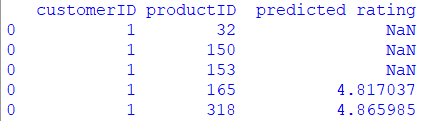 customerID productID predicted rating
0 1 32 NaN
0 1 150 NaN
0 1 153 NaN
0 1 165 4.817037
0 1 318 4.865985